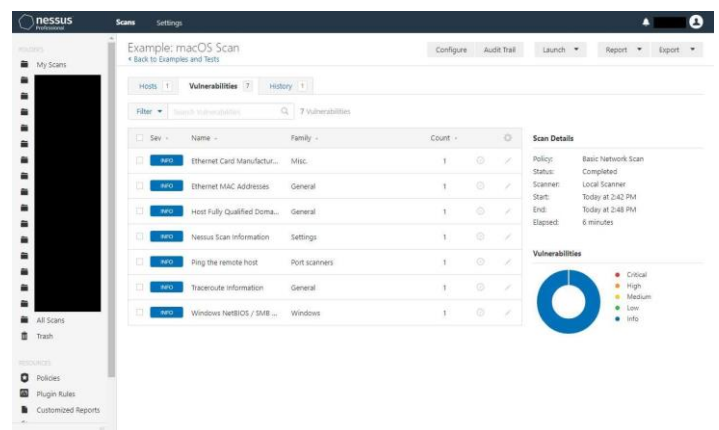 nessus
Professional
Scans Settings
FOLDERS
My Scans
All Scans
Trash
RESOURCES
Policies
Plugin Rules
Customized Reports
Example: macOS Scan
Back to Examples and Tests
Configure Audit Trail Launch Report Export
Hosts 1 Vulnerabilities 7 History 1
Filter Search Vulnerabilities 7 Vulnerabilities
Sev Name Family Count
INFO Ethernet Card Manufactur... Misc. 1
INFO Ethernet MAC Addresses General 1
INFO Host Fully Qualified Doma... General 1
INFO Nessus Scan Information Settings 1
INFO Ping the remote host Port scanners 1
INFO Traceroute Information General 1
INFO Windows NetBIOS / SMB ... Windows 1
Scan Details
Policy: Basic Network Scan
Status: Completed
Scanner: Local Scanner
Start: Today at 2:42 PM
End: Today at 2:48 PM
Elapsed: 6 minutes
Vulnerabilities
Critical
High
Medium
Low
Info